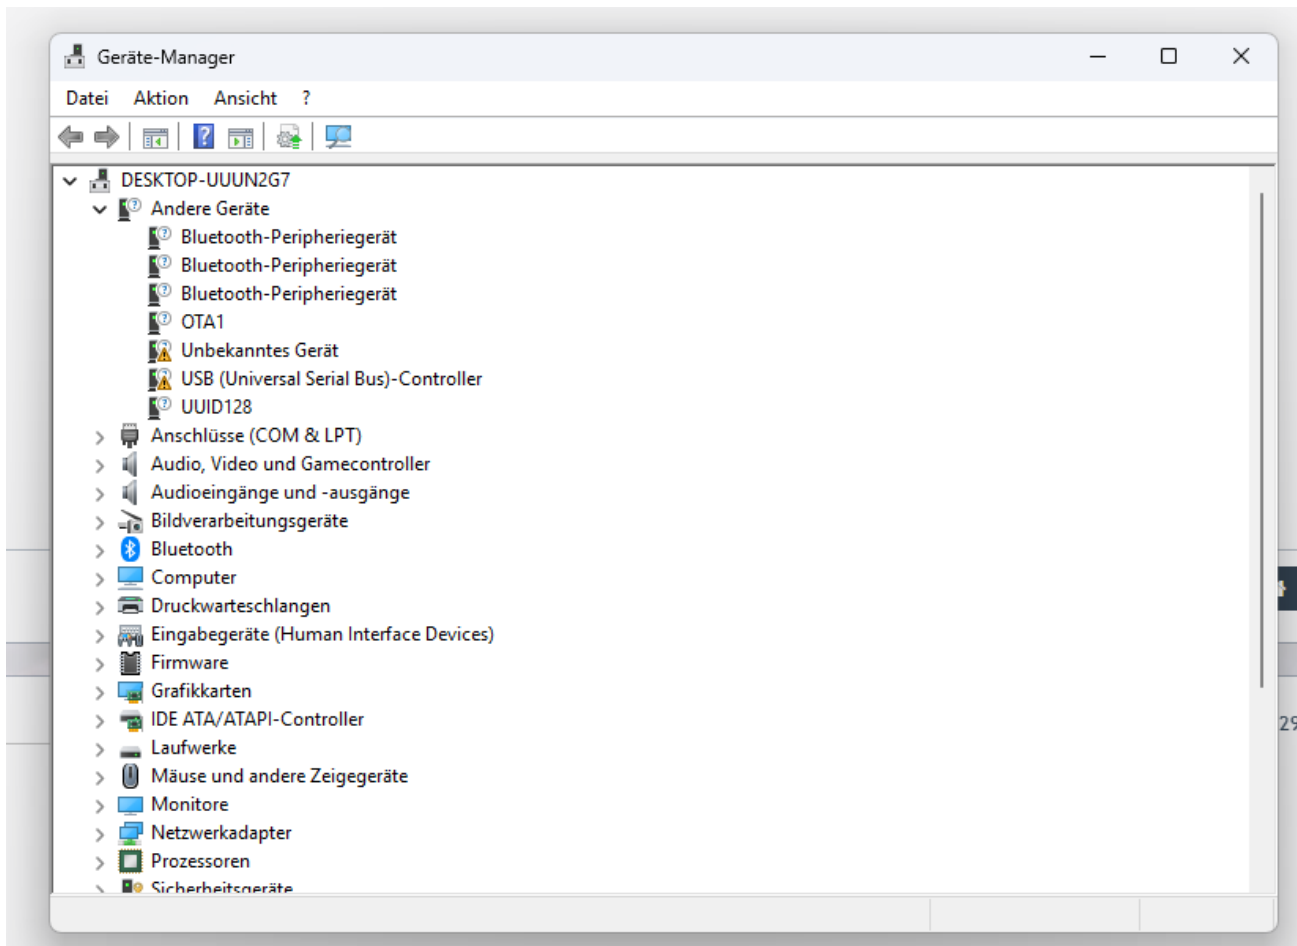 Geräte-Manager
Datei Aktion Ansicht ?
DESKTOP-UUUN2G7
Andere Geräte
Bluetooth-Peripheriegerät
Bluetooth-Peripheriegerät
Bluetooth-Peripheriegerät
OTA1
Unbekanntes Gerät
USB (Universal Serial Bus)-Controller
UUID128
Anschlüsse (COM & LPT)
Audio, Video und Gamecontroller
Audioeingänge und -ausgänge
Bildverarbeitungsgeräte
Bluetooth
Computer
Druckwarteschlangen
Eingabegeräte (Human Interface Devices)
Firmware
Grafikkarten
IDE ATA/ATAPI-Controller
29
Laufwerke
Mäuse und andere Zeigegeräte
Monitore
Netzwerkadapter
Prozessoren
Sicherheitsgeräte